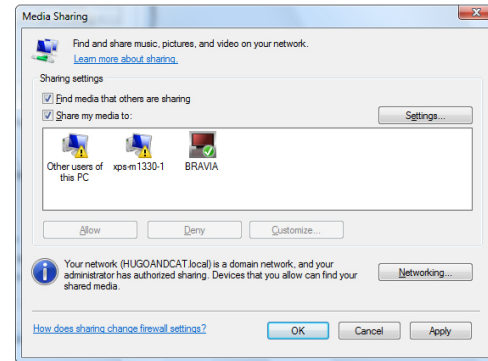 Media Sharing
Find and share music, pictures, and video on your network.
Learn more about sharing.
Sharing settings
Find media that others are sharing
Share my media to:
Settings...
Other users of this PC
xps-m1330-1
BRAVIA
Allow
Deny
Customize...
Your network (HUGOANDCAT.local) is a domain network, and your
administrator has authorized sharing. Devices that you allow can find your
shared media.
Networking...
How does sharing change firewall settings?
OK
Cancel
Apply